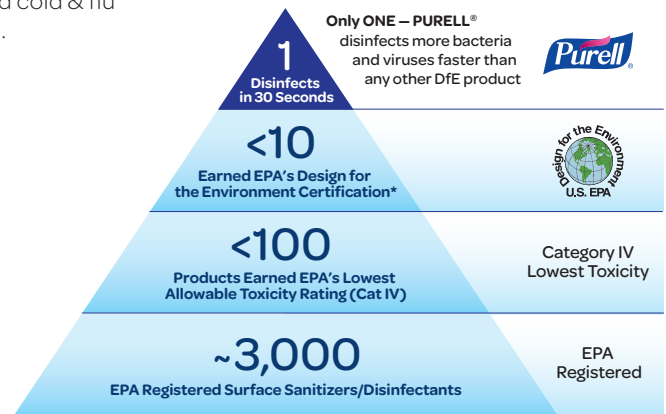 d cold & flu
.
Only ONE – PURELL®
disinfects more bacteria
and viruses faster than
any other DfE product
Purell®
1
Disinfects
in 30 Seconds
<10
Earned EPA's Design for
the Environment Certification*
Design for the Environment
U.S. EPA
<100
Products Earned EPA's Lowest
Allowable Toxicity Rating (Cat IV)
Category IV
Lowest Toxicity
~3,000
EPA Registered Surface Sanitizers/Disinfectants
EPA
Registered